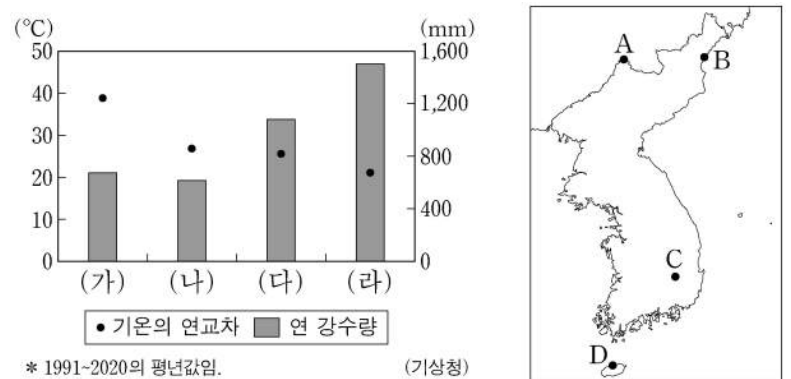 (℃) (mm)
50 1,600
40 1,200
30 800
20 400
10 0
0
(가) (나) (다) (라)
● 기온의 연교차 연 강수량
* 1991~2020의 평년값임. (기상청)
A
B
C
D